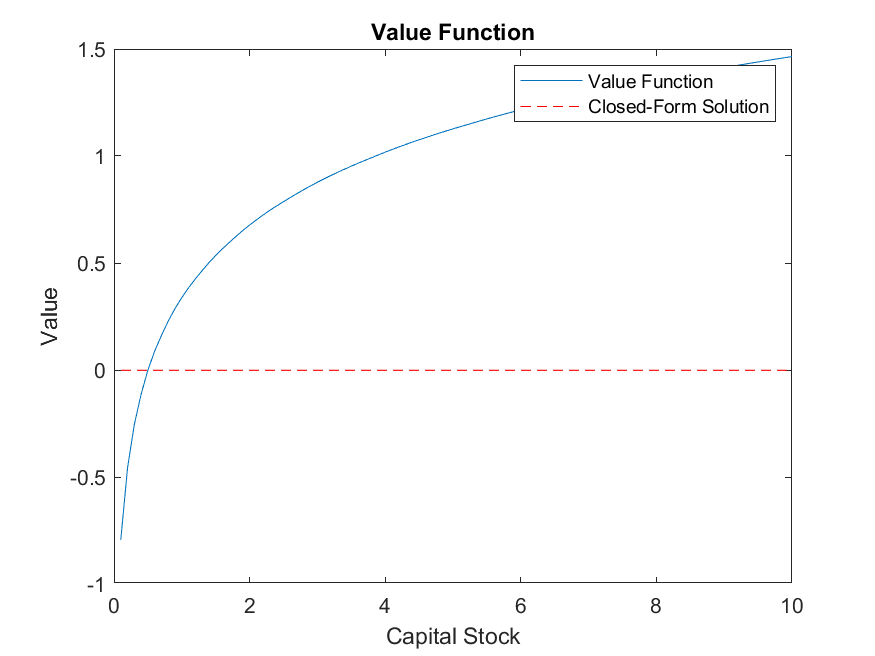 Value Function
1.5
1
0.5
0
-0.5
-1
Value
Value Function
Closed-Form Solution
0 2 4 6 8 10
Capital Stock